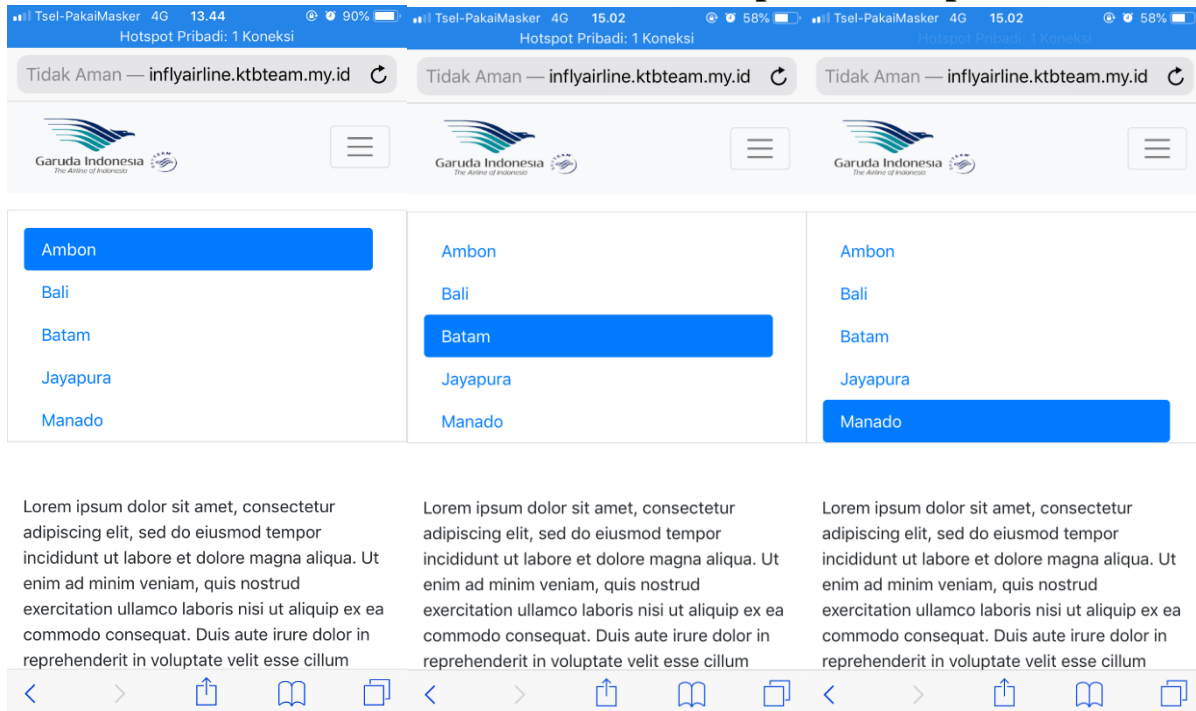 Tsel-PakaiMasker 4G 13.44 90%
Hotspot Pribadi: 1 Koneksi
Tidak Aman — inflyairline.ktbteam.my.id
Garuda Indonesia
The Airline of Indonesia
Ambon
Bali
Batam
Jayapura
Manado
Lorem ipsum dolor sit amet, consectetur
adipiscing elit, sed do eiusmod tempor
incididunt ut labore et dolore magna aliqua. Ut
enim ad minim veniam, quis nostrud
exercitation ullamco laboris nisi ut aliquip ex ea
commodo consequat. Duis aute irure dolor in
reprehenderit in voluptate velit esse cillum
Tsel-PakaiMasker 4G 15.02 58%
Hotspot Pribadi: 1 Koneksi
Tidak Aman — inflyairline.ktbteam.my.id
Garuda Indonesia
The Airline of Indonesia
Ambon
Bali
Batam
Jayapura
Manado
Lorem ipsum dolor sit amet, consectetur
adipiscing elit, sed do eiusmod tempor
incididunt ut labore et dolore magna aliqua. Ut
enim ad minim veniam, quis nostrud
exercitation ullamco laboris nisi ut aliquip ex ea
commodo consequat. Duis aute irure dolor in
reprehenderit in voluptate velit esse cillum
Tsel-PakaiMasker 4G 15.02 58%
Hotspot Pribadi: 1 Koneksi
Tidak Aman — inflyairline.ktbteam.my.id
Garuda Indonesia
The Airline of Indonesia
Ambon
Bali
Batam
Jayapura
Manado
Lorem ipsum dolor sit amet, consectetur
adipiscing elit, sed do eiusmod tempor
incididunt ut labore et dolore magna aliqua. Ut
enim ad minim veniam, quis nostrud
exercitation ullamco laboris nisi ut aliquip ex ea
commodo consequat. Duis aute irure dolor in
reprehenderit in voluptate velit esse cillum